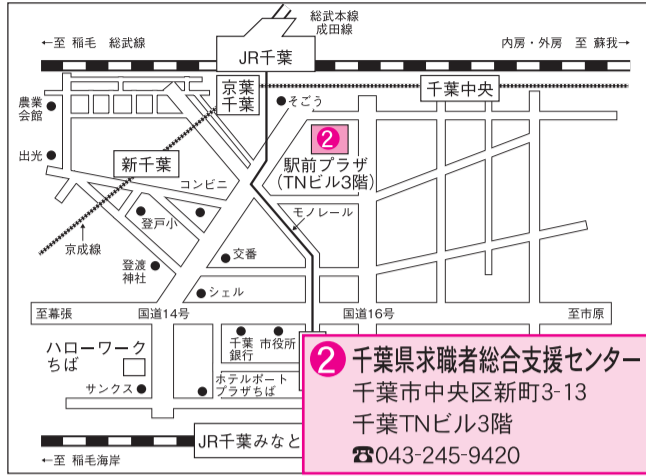 総武本線
成田線
←至 稲毛 総武線
JR千葉
内房・外房 至 蘇我→
農業
会館
京葉
千葉
そごう
千葉中央
2
出光
新千葉
コンビニ
駅前プラザ
(TNビル3階)
登戸小
モノレール
京成線
登渡
神社
交番
シェル
至幕張
国道14号
国道16号
至市原
ハローワーク
ちば
千葉
銀行
市役所
サンクス
ホテルポート
プラザちば
JR千葉みなと
←至 稲毛海岸
2 千葉県求職者総合支援センター
千葉市中央区新町3-13
千葉TNビル3階
☎043-245-9420